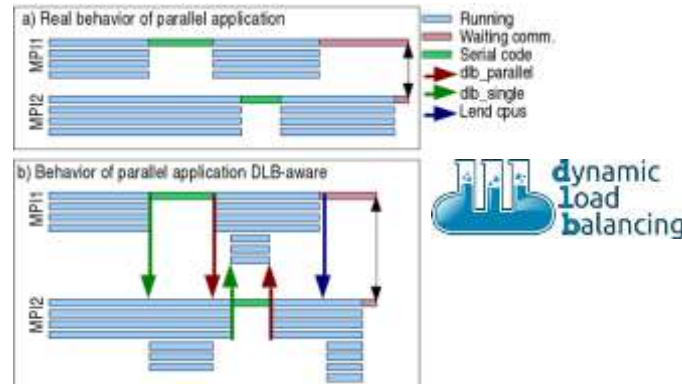 a) Real behavior of parallel application
MPI1
MPI2
Running
Waiting comm.
Serial code
dlb_parallel
dlb_single
Lend cpus
b) Behavior of parallel application DLB-aware
MPI1
MPI2
dynamic
load
balancing